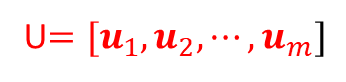 U= [𝒖₁, 𝒖₂, ⋯, 𝒖ₘ]